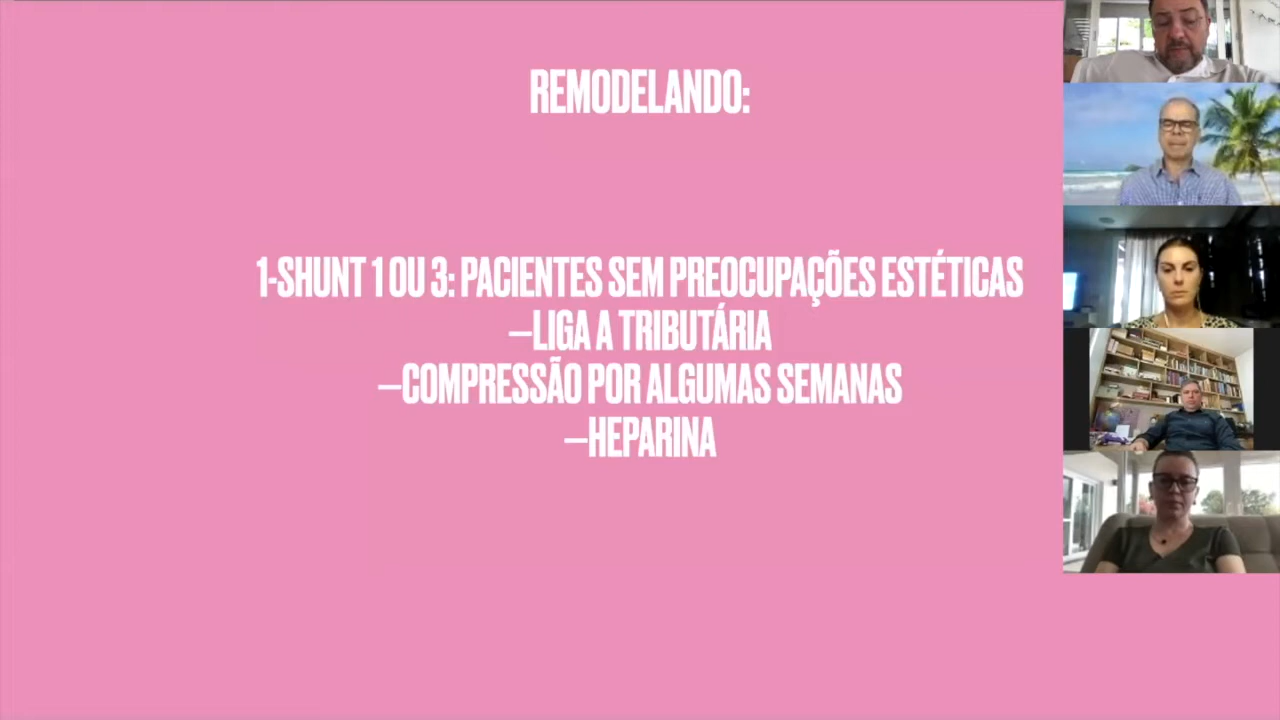 REMODELANDO:
1-SHUNT 1 OU 3: PACIENTES SEM PREOCUPAÇÕES ESTÉTICAS
–LIGA A TRIBUTÁRIA
–COMPRESSÃO POR ALGUMAS SEMANAS
–HEPARINA